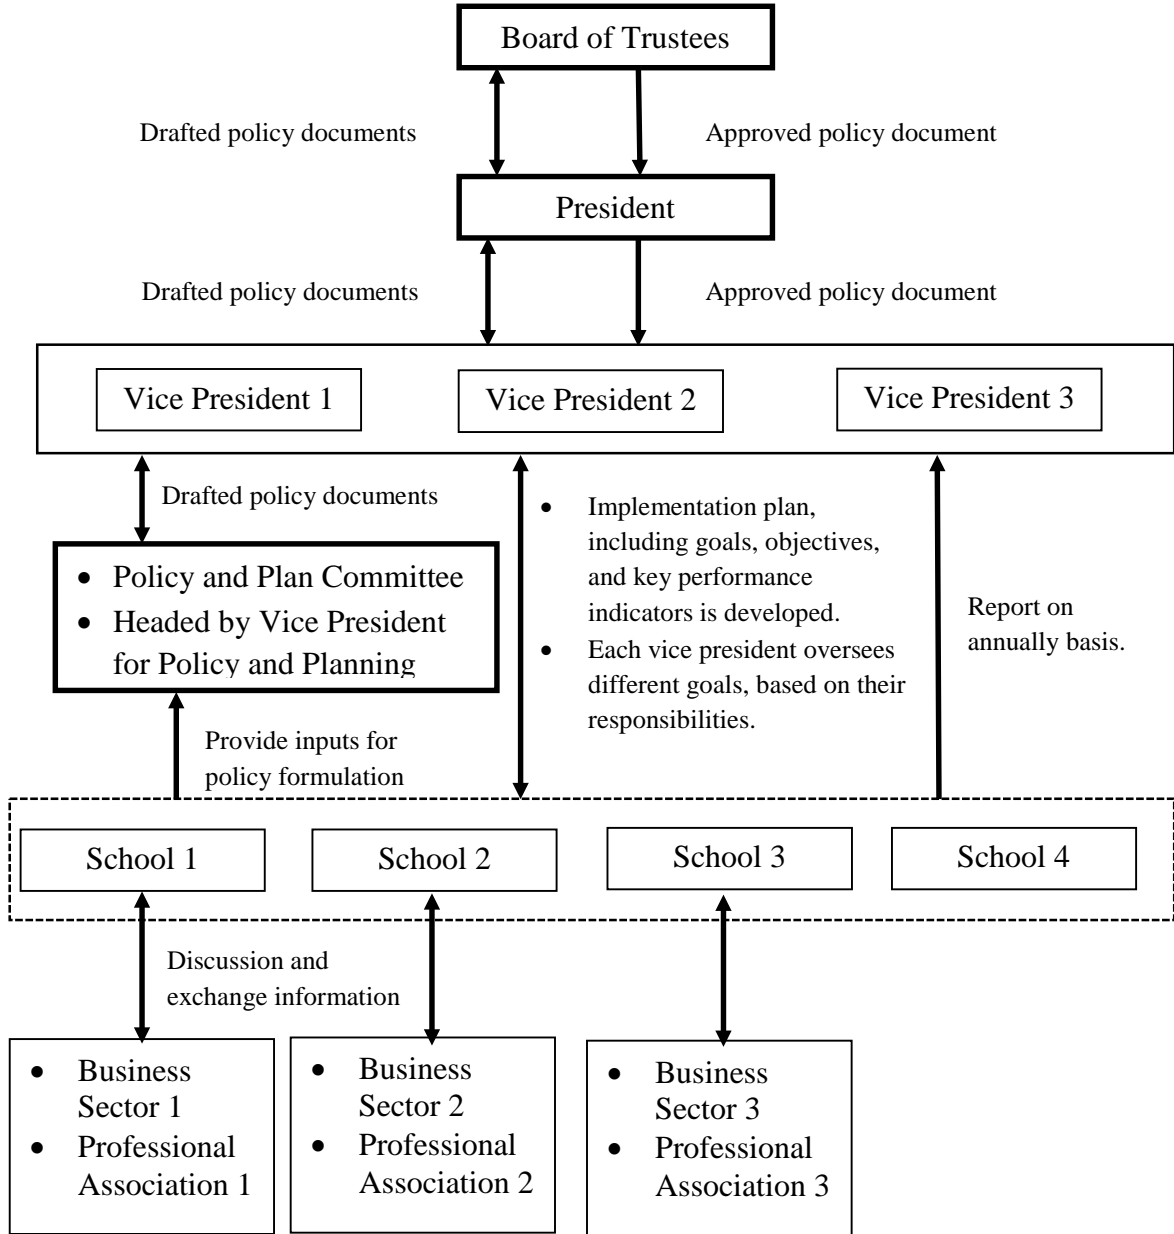 Board of Trustees
Drafted policy documents
Approved policy document
President
Drafted policy documents
Approved policy document
Vice President 1
Vice President 2
Vice President 3
Drafted policy documents
• Policy and Plan Committee
• Headed by Vice President
for Policy and Planning
• Implementation plan,
including goals, objectives,
and key performance
indicators is developed.
• Each vice president oversees
different goals, based on their
responsibilities.
Report on
annually basis.
Provide inputs for
policy formulation
School 1
School 2
School 3
School 4
Discussion and
exchange information
• Business
Sector 1
• Professional
Association 1
• Business
Sector 2
• Professional
Association 2
• Business
Sector 3
• Professional
Association 3